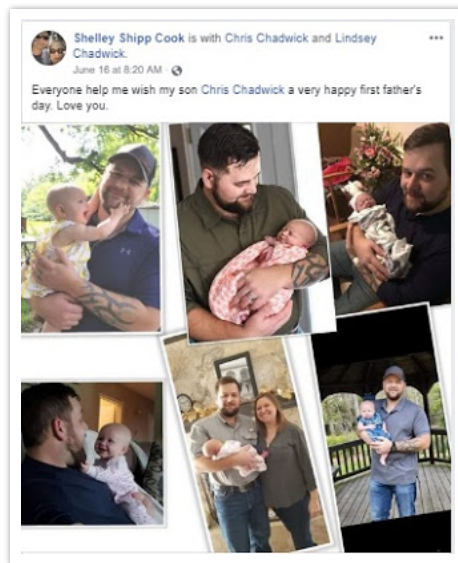 Shelley Shipp Cook is with Chris Chadwick and Lindsey
Chadwick.
June 16 at 8:20 AM ·
Everyone help me wish my son Chris Chadwick a very happy first father's
day. Love you.